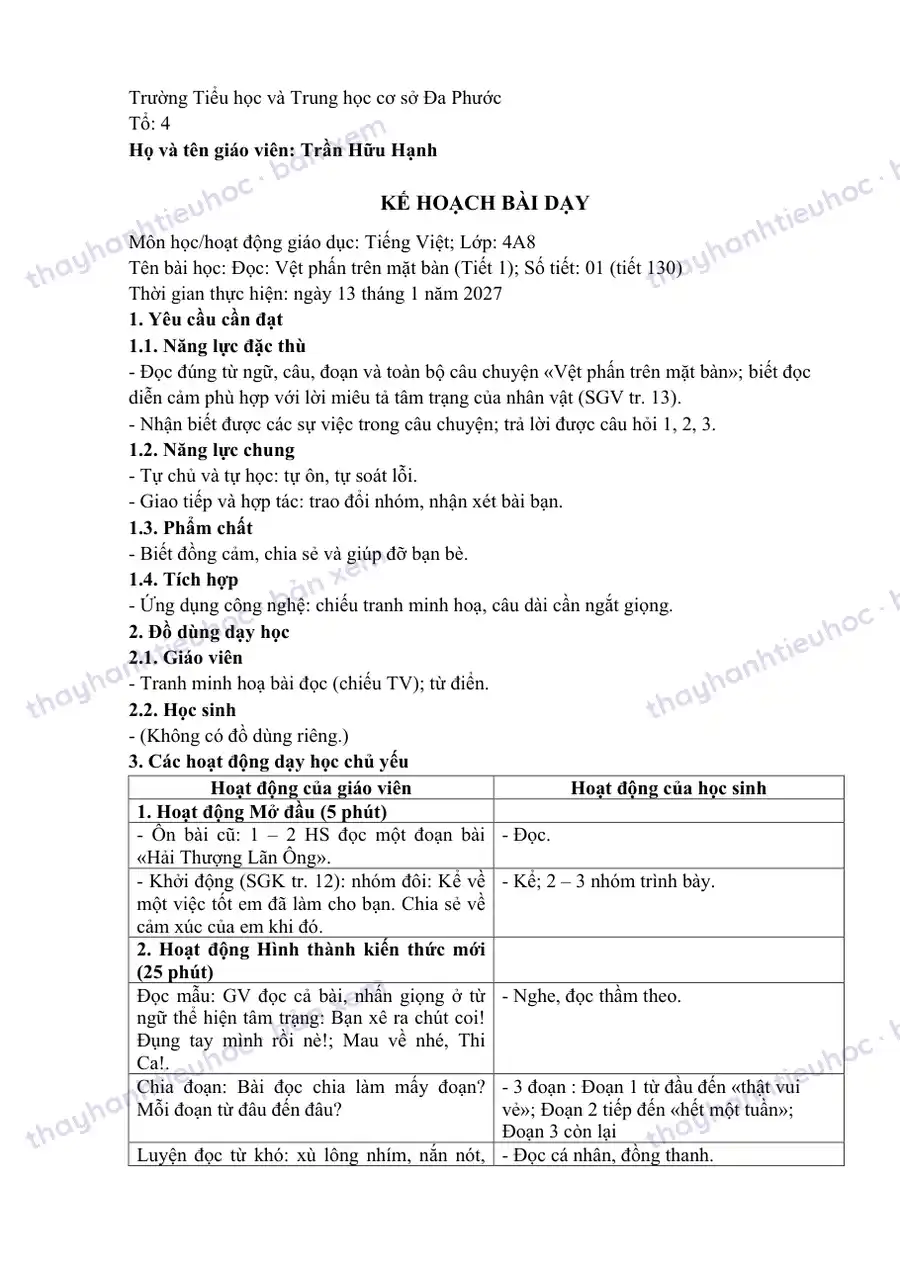 Trường Tiểu học và Trung học cơ sở Đa Phước
Tổ: 4
Họ và tên giáo viên: Trần Hữu Hạnh
KẾ HOẠCH BÀI DẠY
Môn học/hoạt động giáo dục: Tiếng Việt; Lớp: 4A8
Tên bài học: Đọc: Vệt phấn trên mặt bàn (Tiết 1); Số tiết: 01 (tiết 130)
Thời gian thực hiện: ngày 13 tháng 1 năm 2027
1. Yêu cầu cần đạt
1.1. Năng lực đặc thù
- Đọc đúng từ ngữ, câu, đoạn và toàn bộ câu chuyện «Vệt phấn trên mặt bàn»; biết đọc
diễn cảm phù hợp với lời miêu tả tâm trạng của nhân vật (SGV tr. 13).
- Nhận biết được các sự việc trong câu chuyện; trả lời được câu hỏi 1, 2, 3.
1.2. Năng lực chung
- Tự chủ và tự học: tự ôn, tự soát lỗi.
- Giao tiếp và hợp tác: trao đổi nhóm, nhận xét bài bạn.
1.3. Phẩm chất
- Biết đồng cảm, chia sẻ và giúp đỡ bạn bè.
1.4. Tích hợp
- Ứng dụng công nghệ: chiếu tranh minh hoạ, câu dài cần ngắt giọng.
2. Đồ dùng dạy học
2.1. Giáo viên
- Tranh minh hoạ bài đọc (chiếu TV); từ điển.
2.2. Học sinh
- (Không có đồ dùng riêng.)
3. Các hoạt động dạy học chủ yếu
Hoạt động của giáo viên
Hoạt động của học sinh
1. Hoạt động Mở đầu (5 phút)
- Ôn bài cũ: 1 – 2 HS đọc một đoạn bài
«Hải Thượng Lãn Ông».
- Đọc.
- Khởi động (SGK tr. 12): nhóm đôi: Kể về
một việc tốt em đã làm cho bạn. Chia sẻ về
cảm xúc của em khi đó.
- Kể; 2 – 3 nhóm trình bày.
2. Hoạt động Hình thành kiến thức mới
(25 phút)
Đọc mẫu: GV đọc cả bài, nhấn giọng ở từ
ngữ thể hiện tâm trạng: Bạn xê ra chút coi!
Đụng tay mình rồi nè!; Mau về nhé, Thi
Ca!.
- Nghe, đọc thầm theo.
Chia đoạn: Bài đọc chia làm mấy đoạn?
Mỗi đoạn từ đâu đến đâu?
- 3 đoạn : Đoạn 1 từ đầu đến «thật vui
vẻ»; Đoạn 2 tiếp đến «hết một tuần»;
Đoạn 3 còn lại
Luyện đọc từ khó: xù lông nhím, nắn nót,
- Đọc cá nhân, đồng thanh.
thayhanhtieuhoc · bản xem
thayhanhtieuhoc · b
thayhanhtieuhoc · bản xem
thayhanhtieuhoc · b
thayhanhtieuhoc · bản xem
thayhanhtieuhoc · b